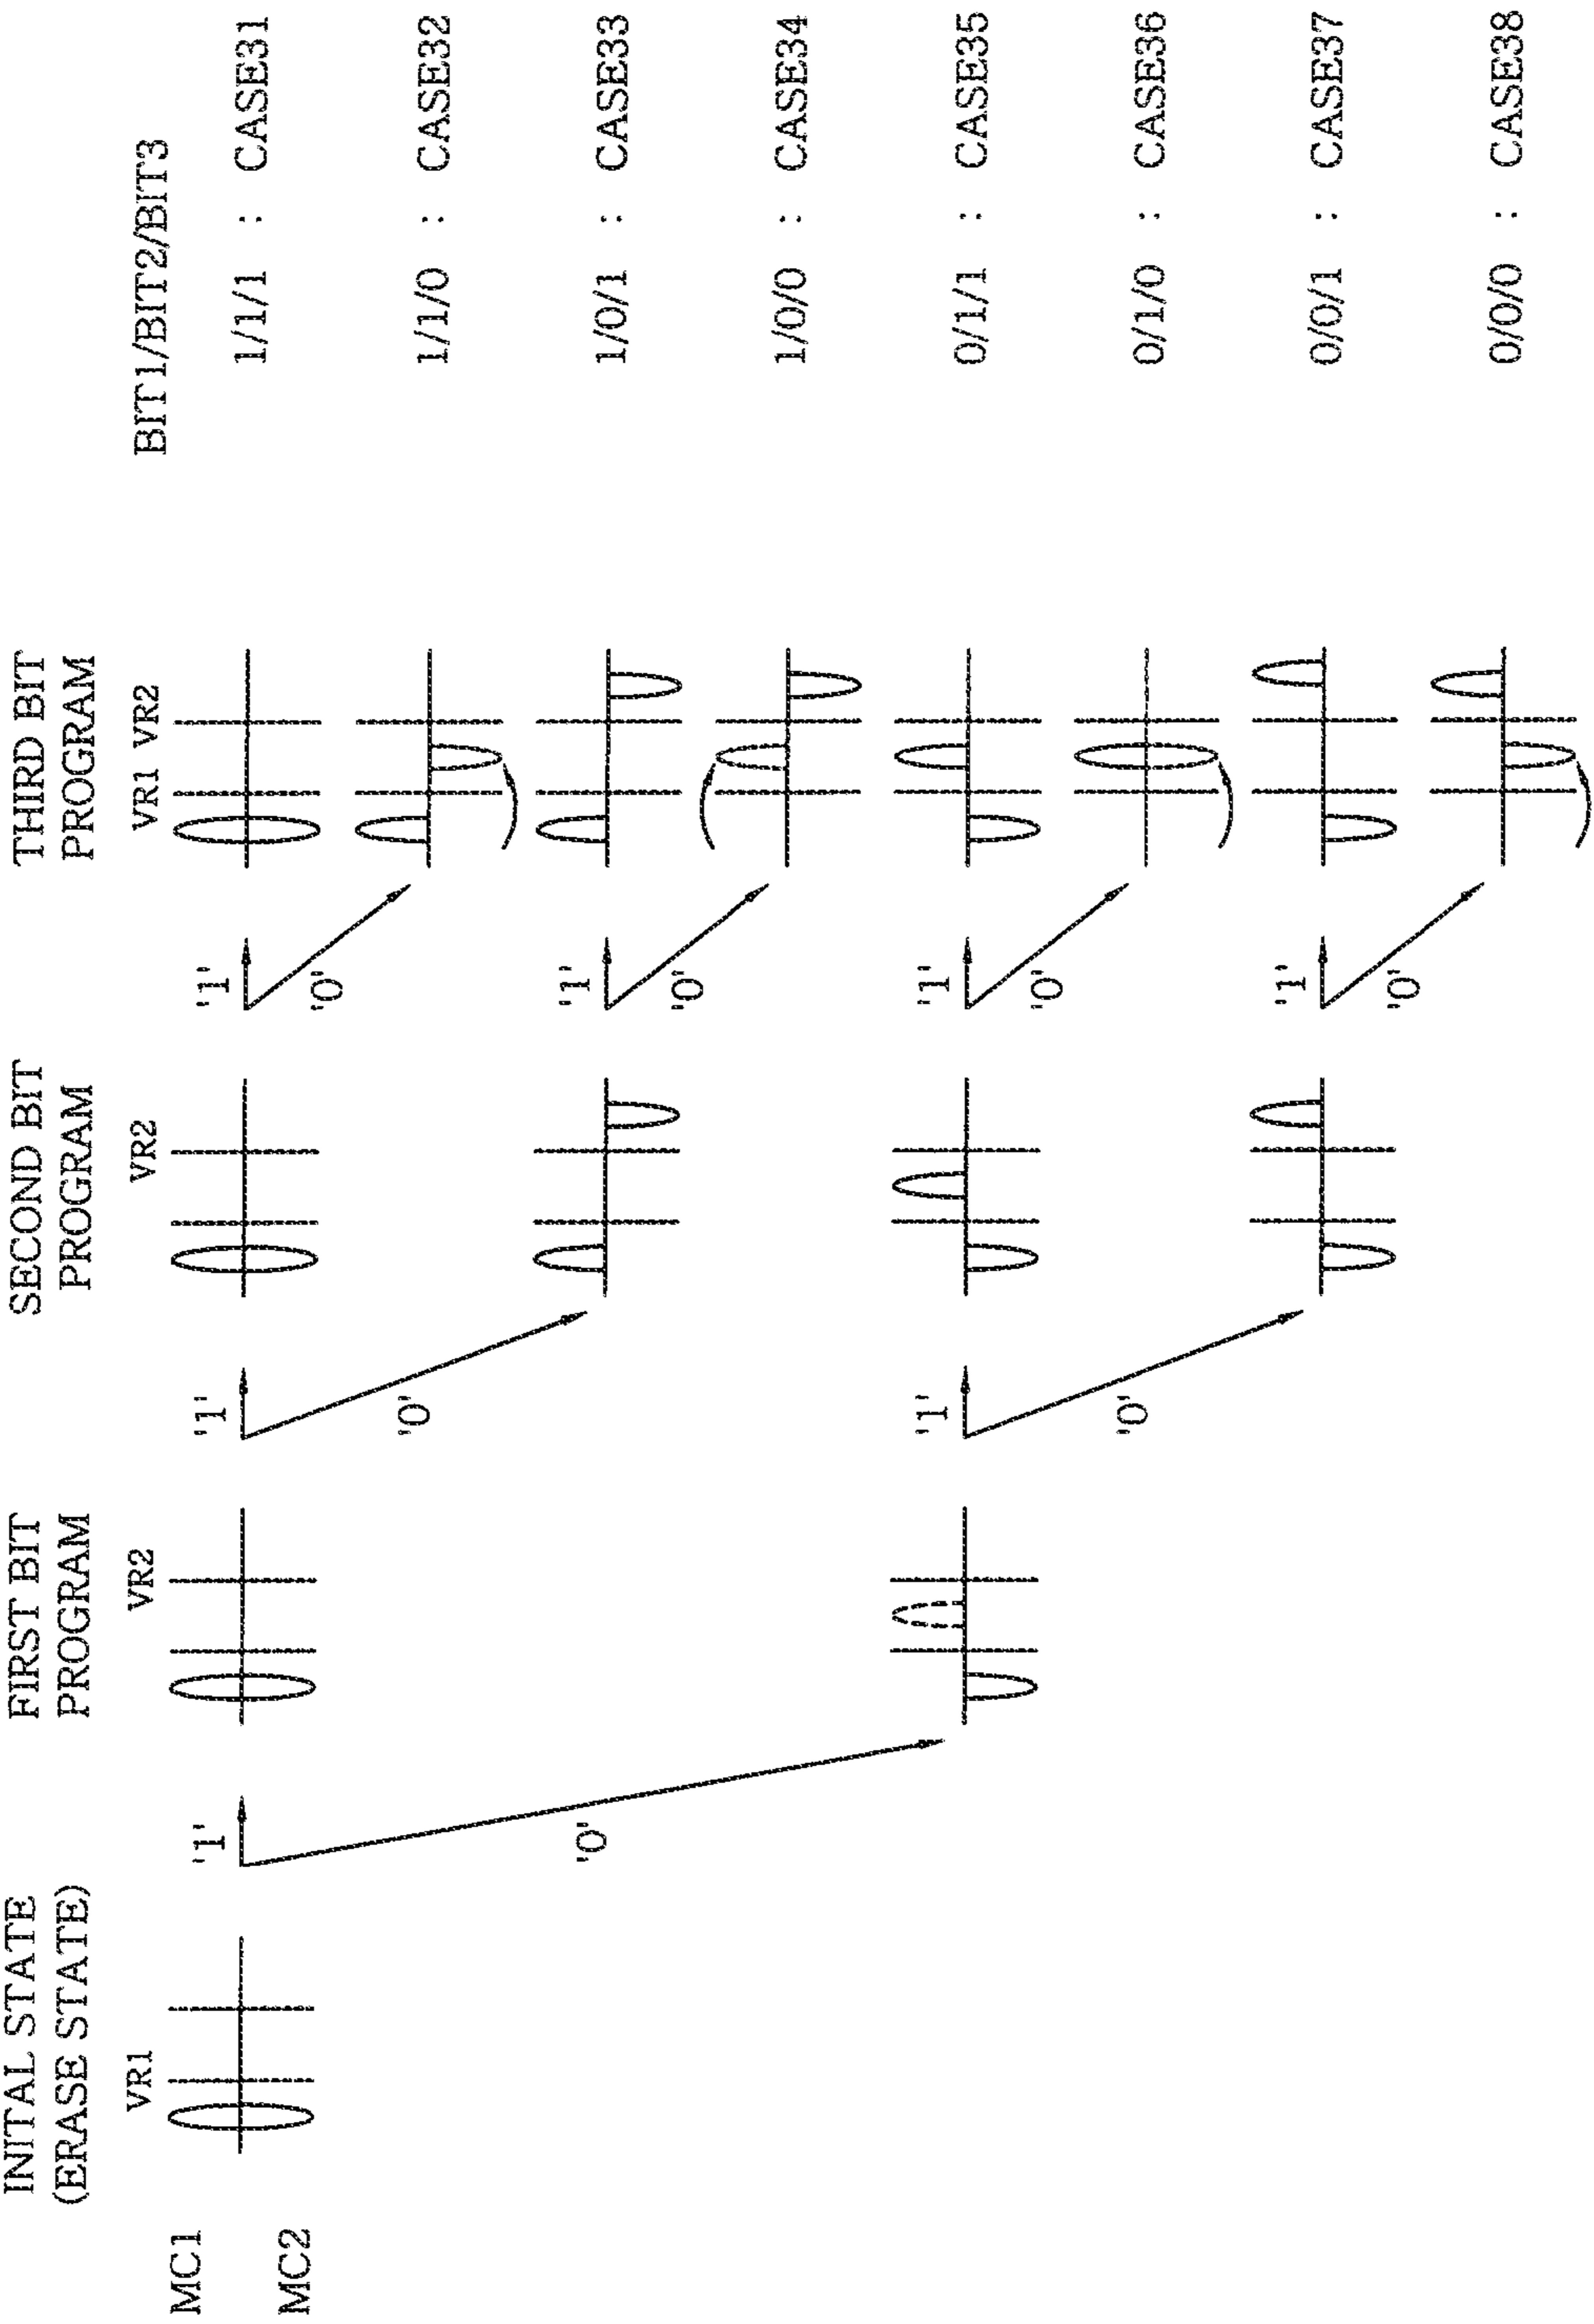 INITAL STATE
(ERASE STATE)
FIRST BIT
PROGRAM
SECOND BIT
PROGRAM
THIRD BIT
PROGRAM
VR1
VR2
VR2
VR1 VR2
BIT1/BIT2/BIT3
MC1
MC2
'1'
'1'
'1'
1/1/1 : CASE31
'0'
1/1/0 : CASE32
'0'
'1'
1/0/1 : CASE33
'0'
'0'
1/0/0 : CASE34
'1'
'1'
0/1/1 : CASE35
'0'
0/1/0 : CASE36
'0'
'1'
0/0/1 : CASE37
'0'
0/0/0 : CASE38